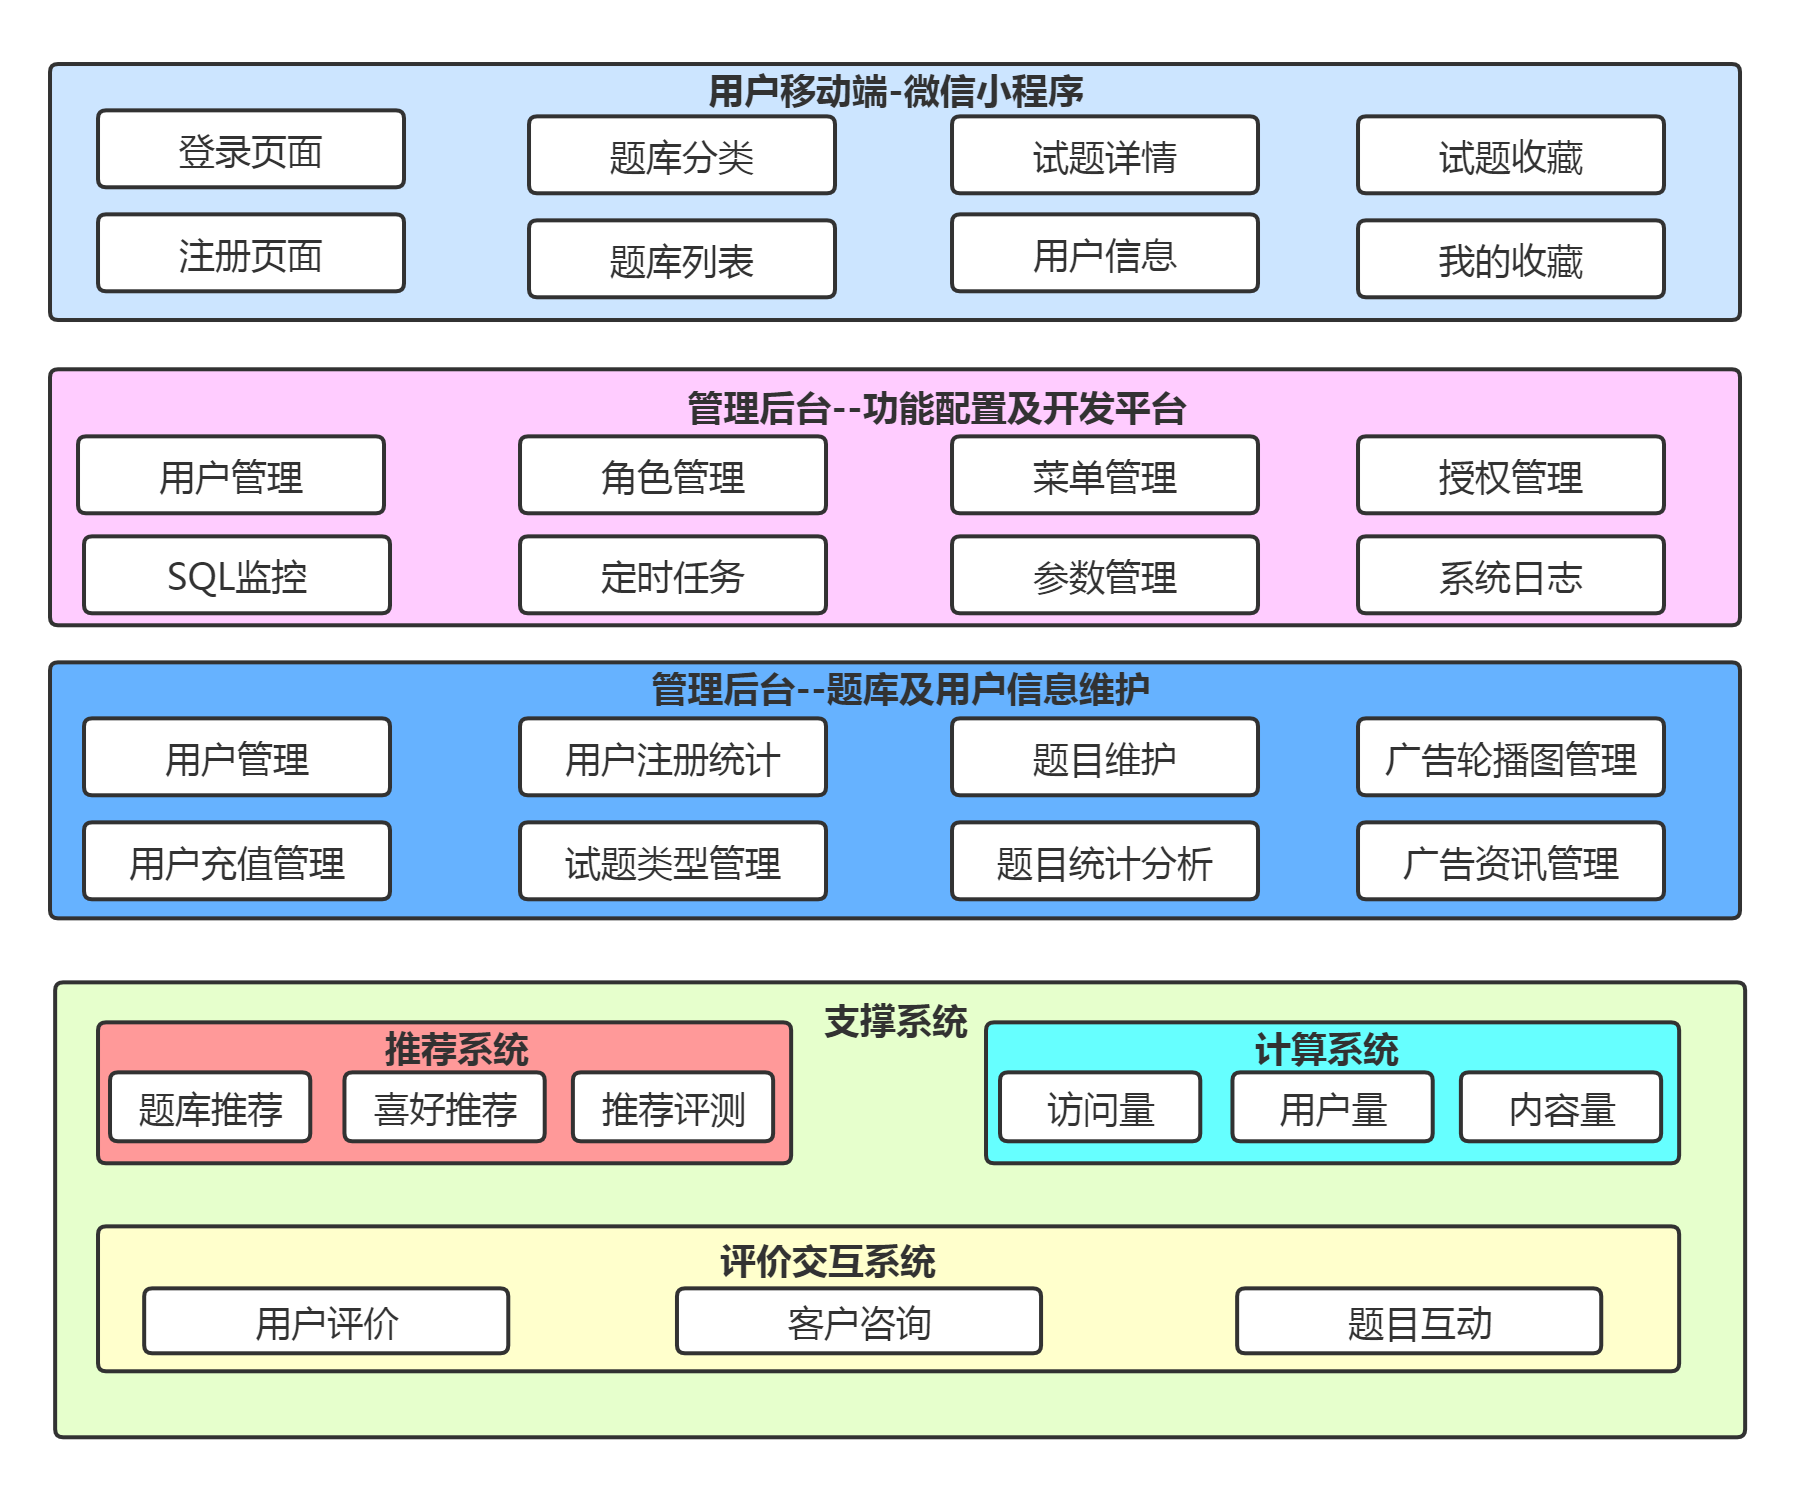 用户移动端-微信小程序
登录页面
题库分类
试题详情
试题收藏
注册页面
题库列表
用户信息
我的收藏
管理后台--功能配置及开发平台
用户管理
角色管理
菜单管理
授权管理
SQL监控
定时任务
参数管理
系统日志
管理后台--题库及用户信息维护
用户管理
用户注册统计
题目维护
广告轮播图管理
用户充值管理
试题类型管理
题目统计分析
广告资讯管理
支撑系统
推荐系统
题库推荐
喜好推荐
推荐评测
计算系统
访问量
用户量
内容量
评价交互系统
用户评价
客户咨询
题目互动